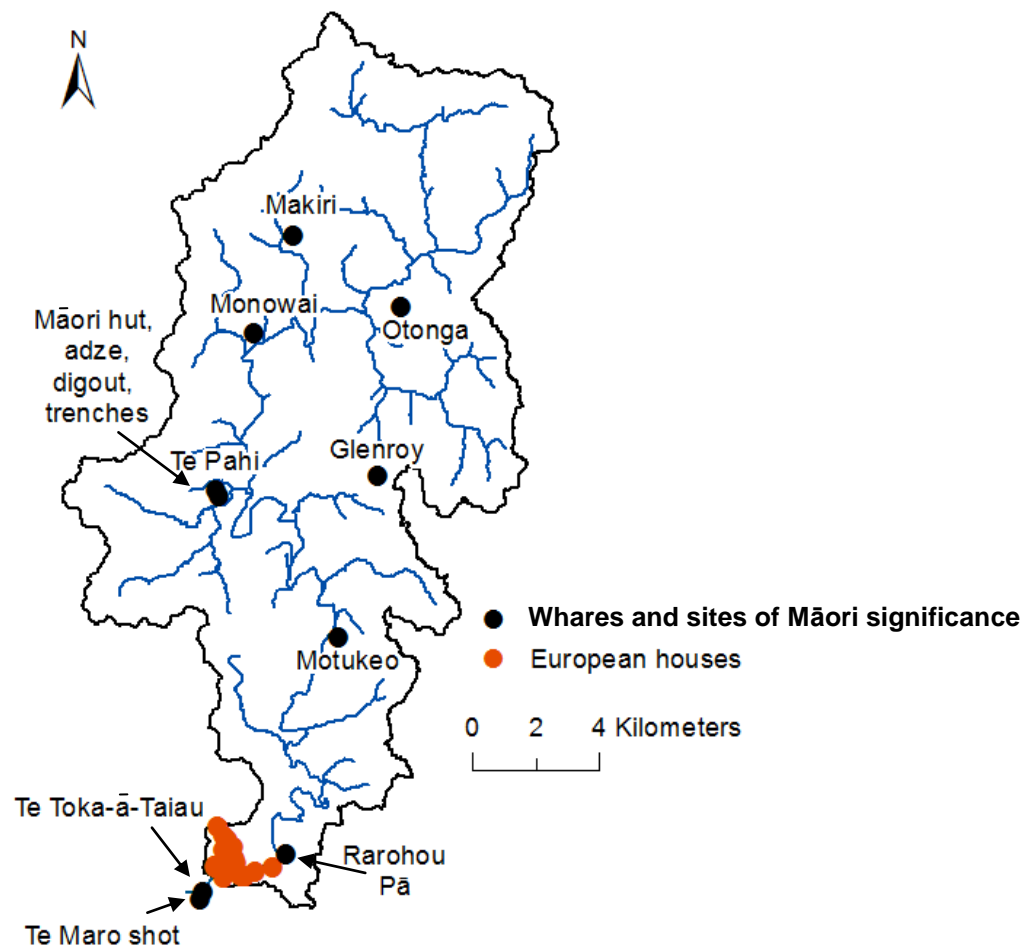 N
Makiri
Monowai
Otonga
Māori hut,
adze,
digout,
trenches
Te Pahi
Glenroy
Motukeo
Whares and sites of Māori significance
European houses
0 2 4 Kilometers
Te Toka-ā-Taiau
Rarohou
Pā
Te Maro shot